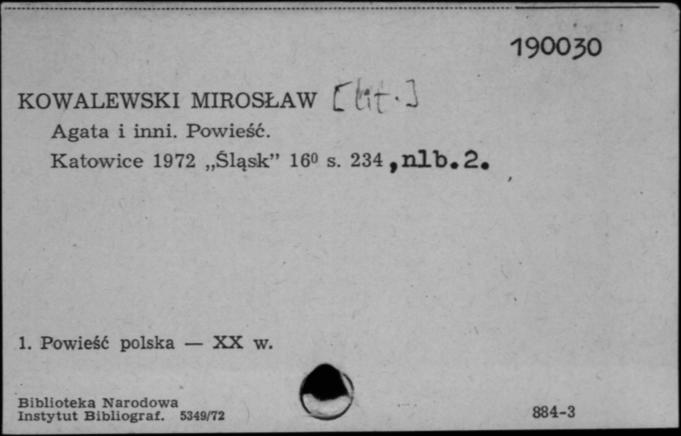 190030
KOWALEWSKI MIROSŁAW [lit.]
Agata i inni. Powieść.
Katowice 1972 „Śląsk” 16⁰ s. 234, nlb. 2.
1. Powieść polska — XX w.
Biblioteka Narodowa
Instytut Bibliograf. 5349/72 884-3